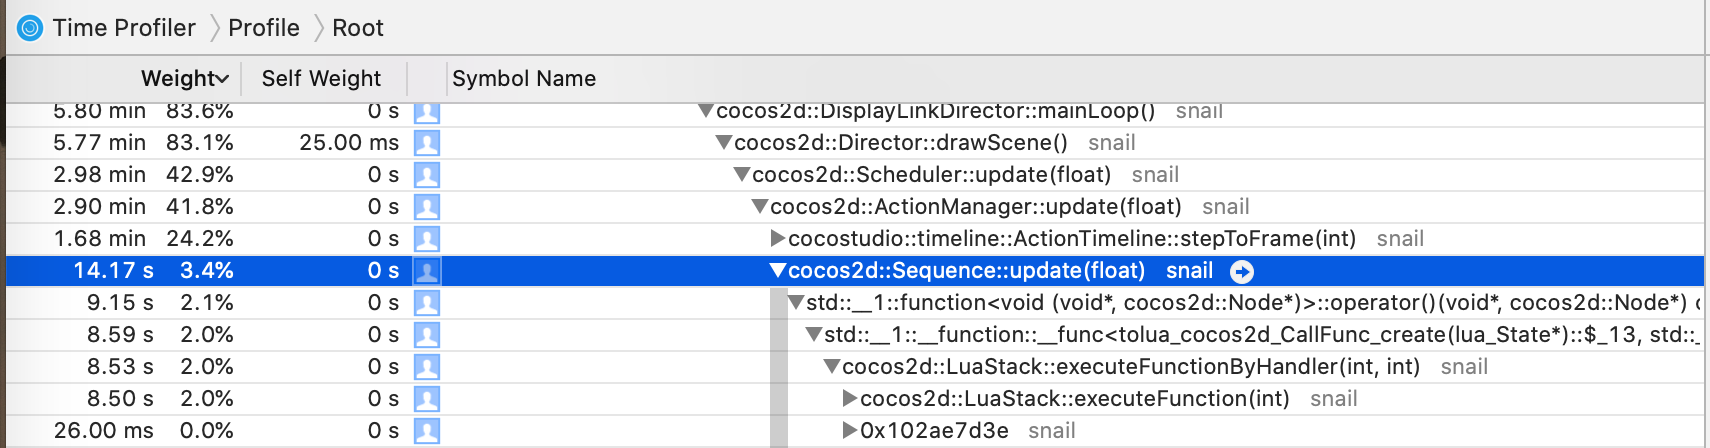 Time Profiler Profile Root
Weight Self Weight Symbol Name
5.80 min 83.6% 0 s cocos2d::DisplayLinkDirector::mainLoop() snail
5.77 min 83.1% 25.00 ms cocos2d::Director::drawScene() snail
2.98 min 42.9% 0 s cocos2d::Scheduler::update(float) snail
2.90 min 41.8% 0 s cocos2d::ActionManager::update(float) snail
1.68 min 24.2% 0 s cocostudio::timeline::ActionTimeline::stepToFrame(int) snail
14.17 s 3.4% 0 s cocos2d::Sequence::update(float) snail
9.15 s 2.1% 0 s std::__1::function<void (void*, cocos2d::Node*)>::operator()(void*, cocos2d::Node*) c
8.59 s 2.0% 0 s std::__1::__function::__func<tolua_cocos2d_CallFunc_create(lua_State*)::$_13, std::_
8.53 s 2.0% 0 s cocos2d::LuaStack::executeFunctionByHandler(int, int) snail
8.50 s 2.0% 0 s cocos2d::LuaStack::executeFunction(int) snail
26.00 ms 0.0% 0 s 0x102ae7d3e snail